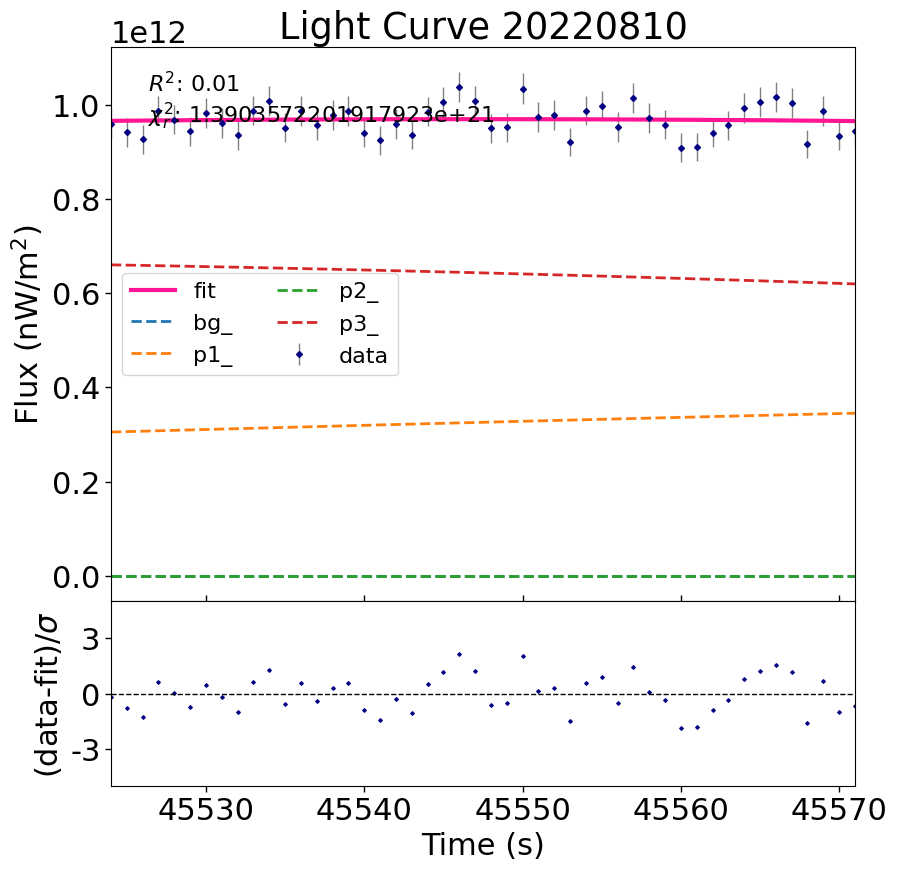 Light Curve 20220810
1e12
R²: 0.01
χ²ᵣ: 1.3903572201917923e+21
1.0
0.8
0.6
0.4
0.2
0.0
Flux (nW/m²)
fit
bg_
p1_
p2_
p3_
data
3
0
-3
(data-fit)/σ
45530
45540
45550
45560
45570
Time (s)